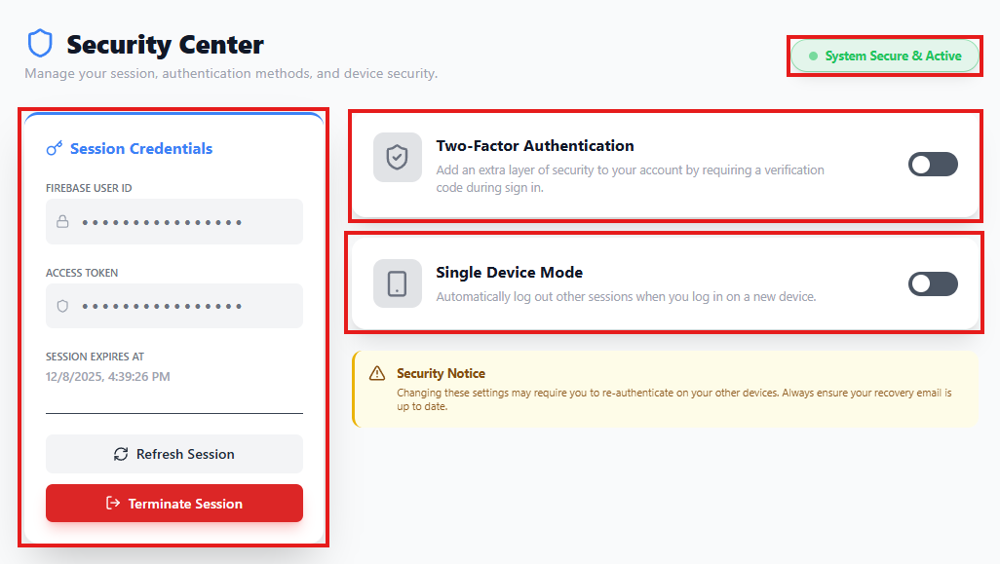 Security Center
Manage your session, authentication methods, and device security.
System Secure & Active
Session Credentials
FIREBASE USER ID
••••••••••••••••
ACCESS TOKEN
••••••••••••••••
SESSION EXPIRES AT
12/8/2025, 4:39:26 PM
Refresh Session
Terminate Session
Two-Factor Authentication
Add an extra layer of security to your account by requiring a verification
code during sign in.
Single Device Mode
Automatically log out other sessions when you log in on a new device.
Security Notice
Changing these settings may require you to re-authenticate on your other devices. Always ensure your recovery email is
up to date.